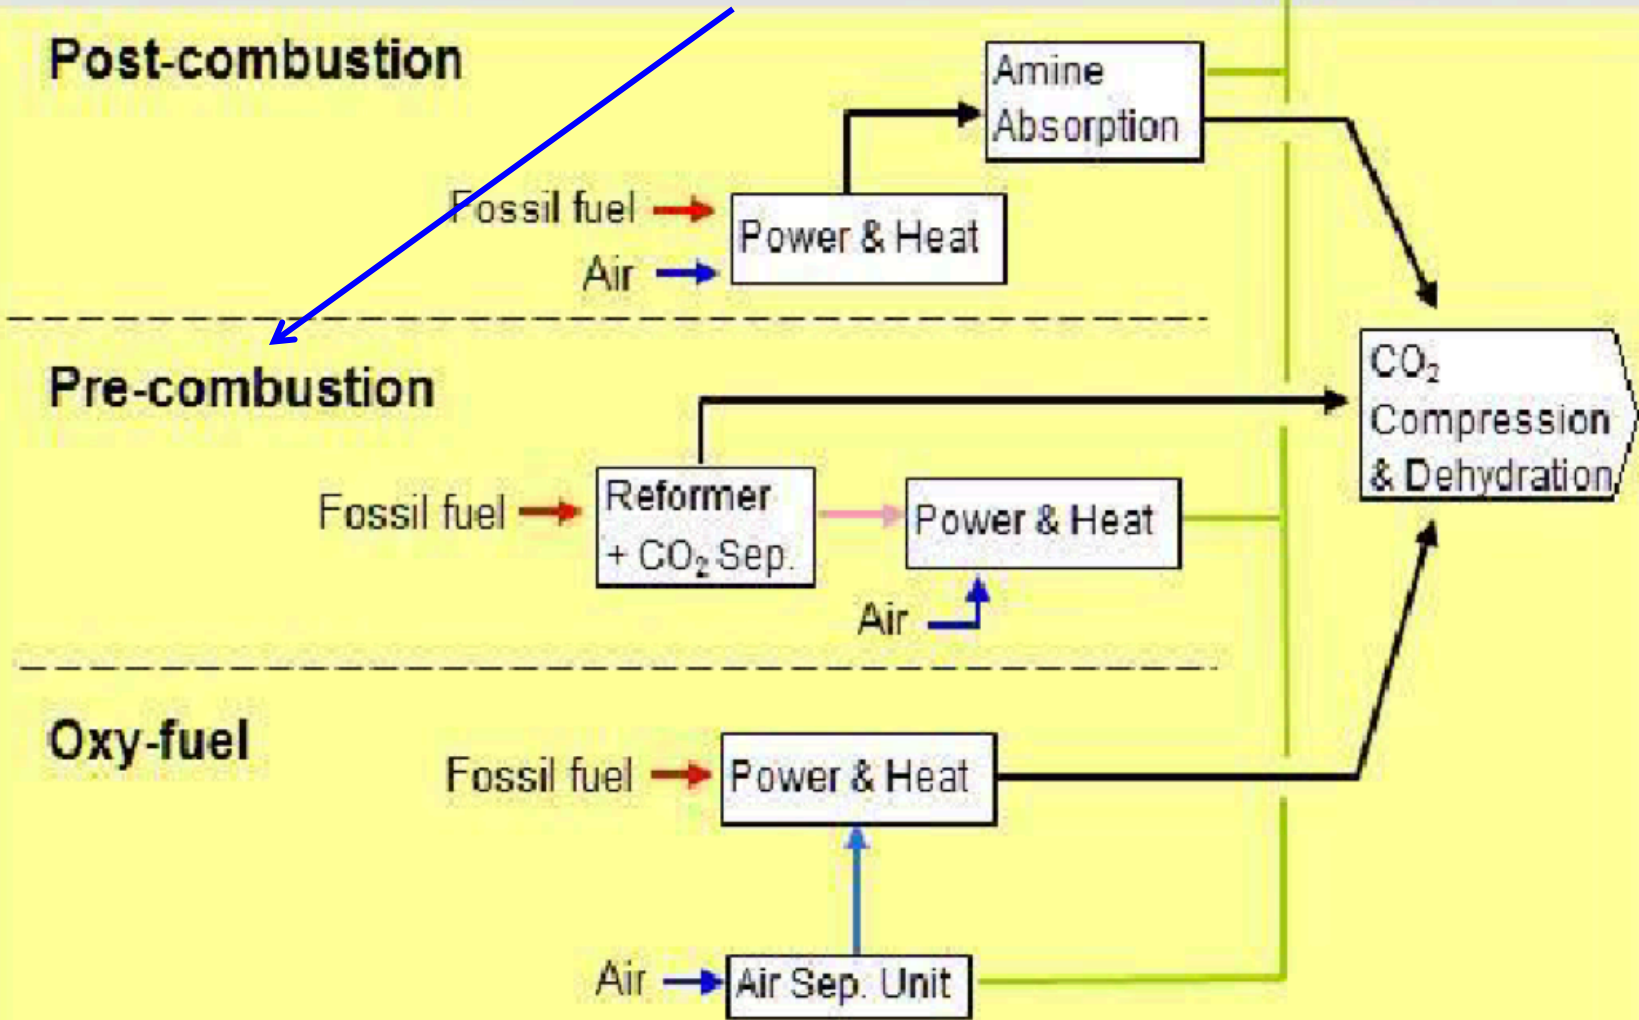 Post-combustion
Amine
Absorption
Fossil fuel
Power & Heat
Air
CO₂
Compression
& Dehydration
Pre-combustion
Fossil fuel
Reformer
+ CO₂ Sep.
Power & Heat
Air
Oxy-fuel
Fossil fuel
Power & Heat
Air
Air Sep. Unit